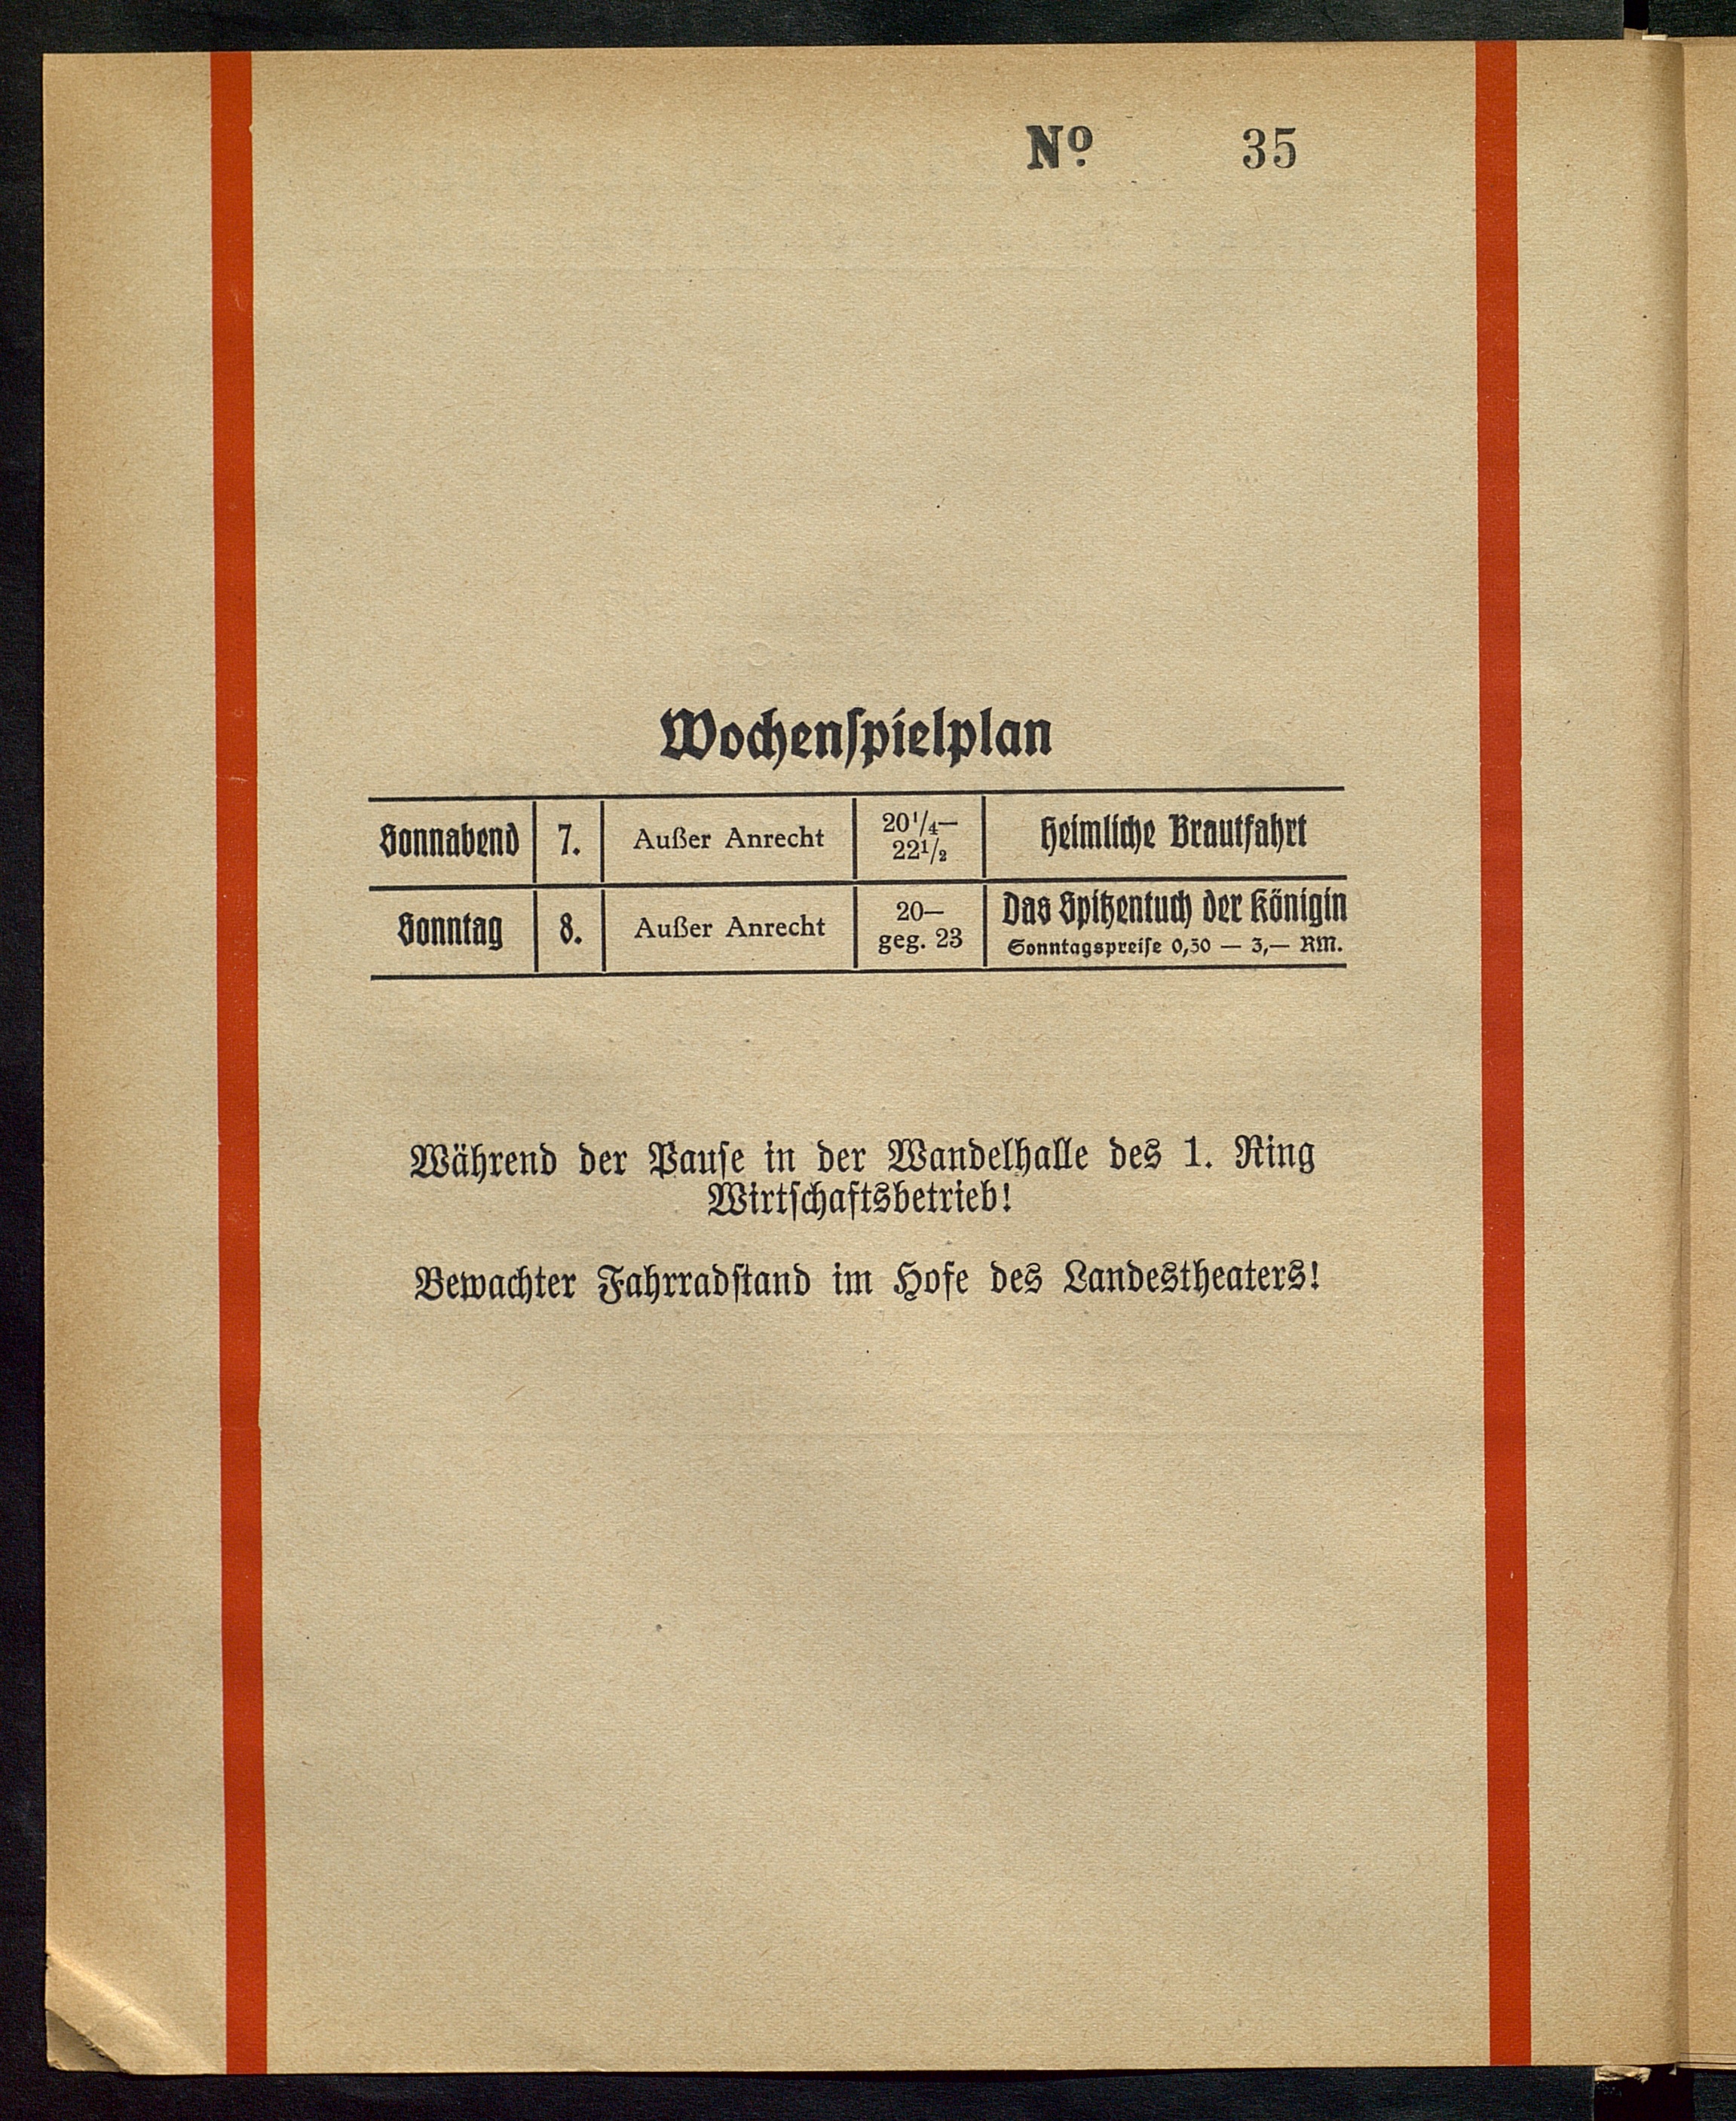 Nº 35
Wochenspielplan
Sonnabend 7. Außer Anrecht 20¹/₄— 22¹/₂ Heimliche Brautfahrt
Sonntag 8. Außer Anrecht 20— geg. 23 Das Spitzentuch der Königin
Sonntagspreise 0,30 — 3,— RM.
Während der Pause in der Wandelhalle des 1. Ring
Wirtschaftsbetrieb!
Bewachter Fahrradstand im Hofe des Landestheaters!